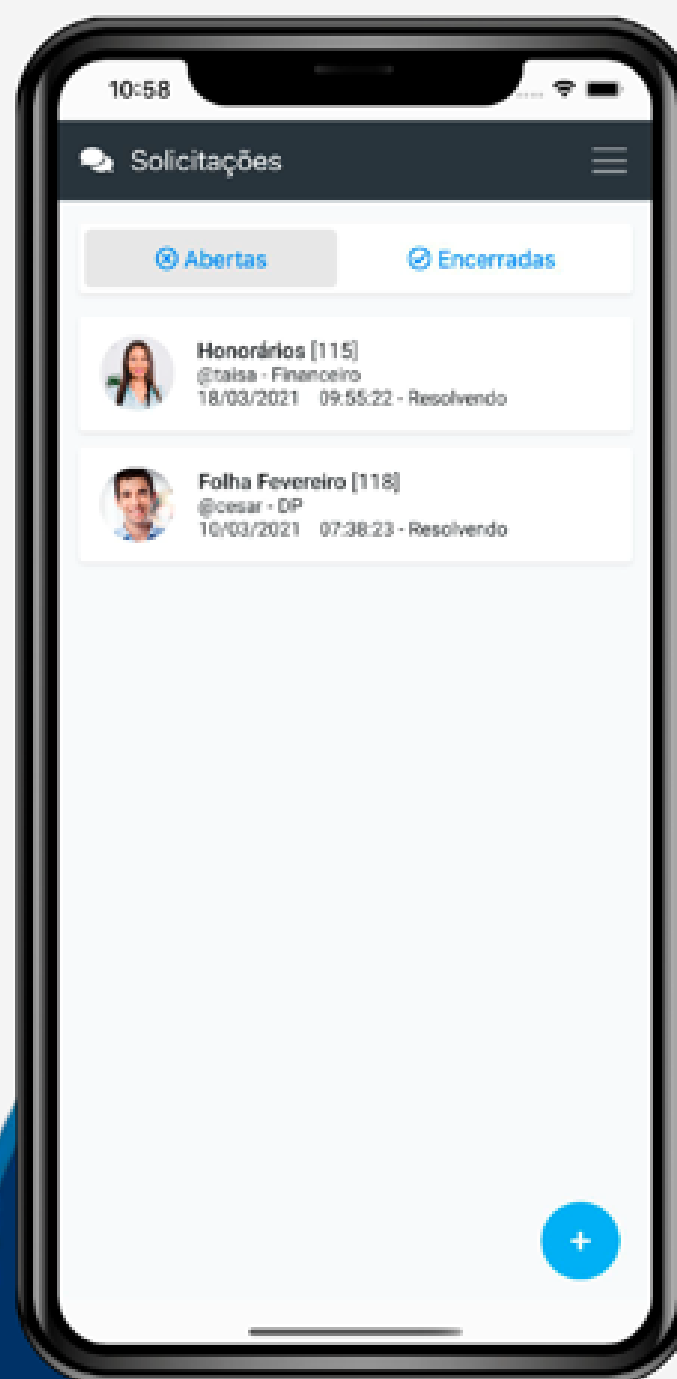 10:58
Solicitações
Abertas
Encerradas
Honorários [115]
@taisa - Financeiro
18/03/2021 09:55:22 - Resolvendo
Folha Fevereiro [118]
@cesar - DP
10/03/2021 07:38:23 - Resolvendo